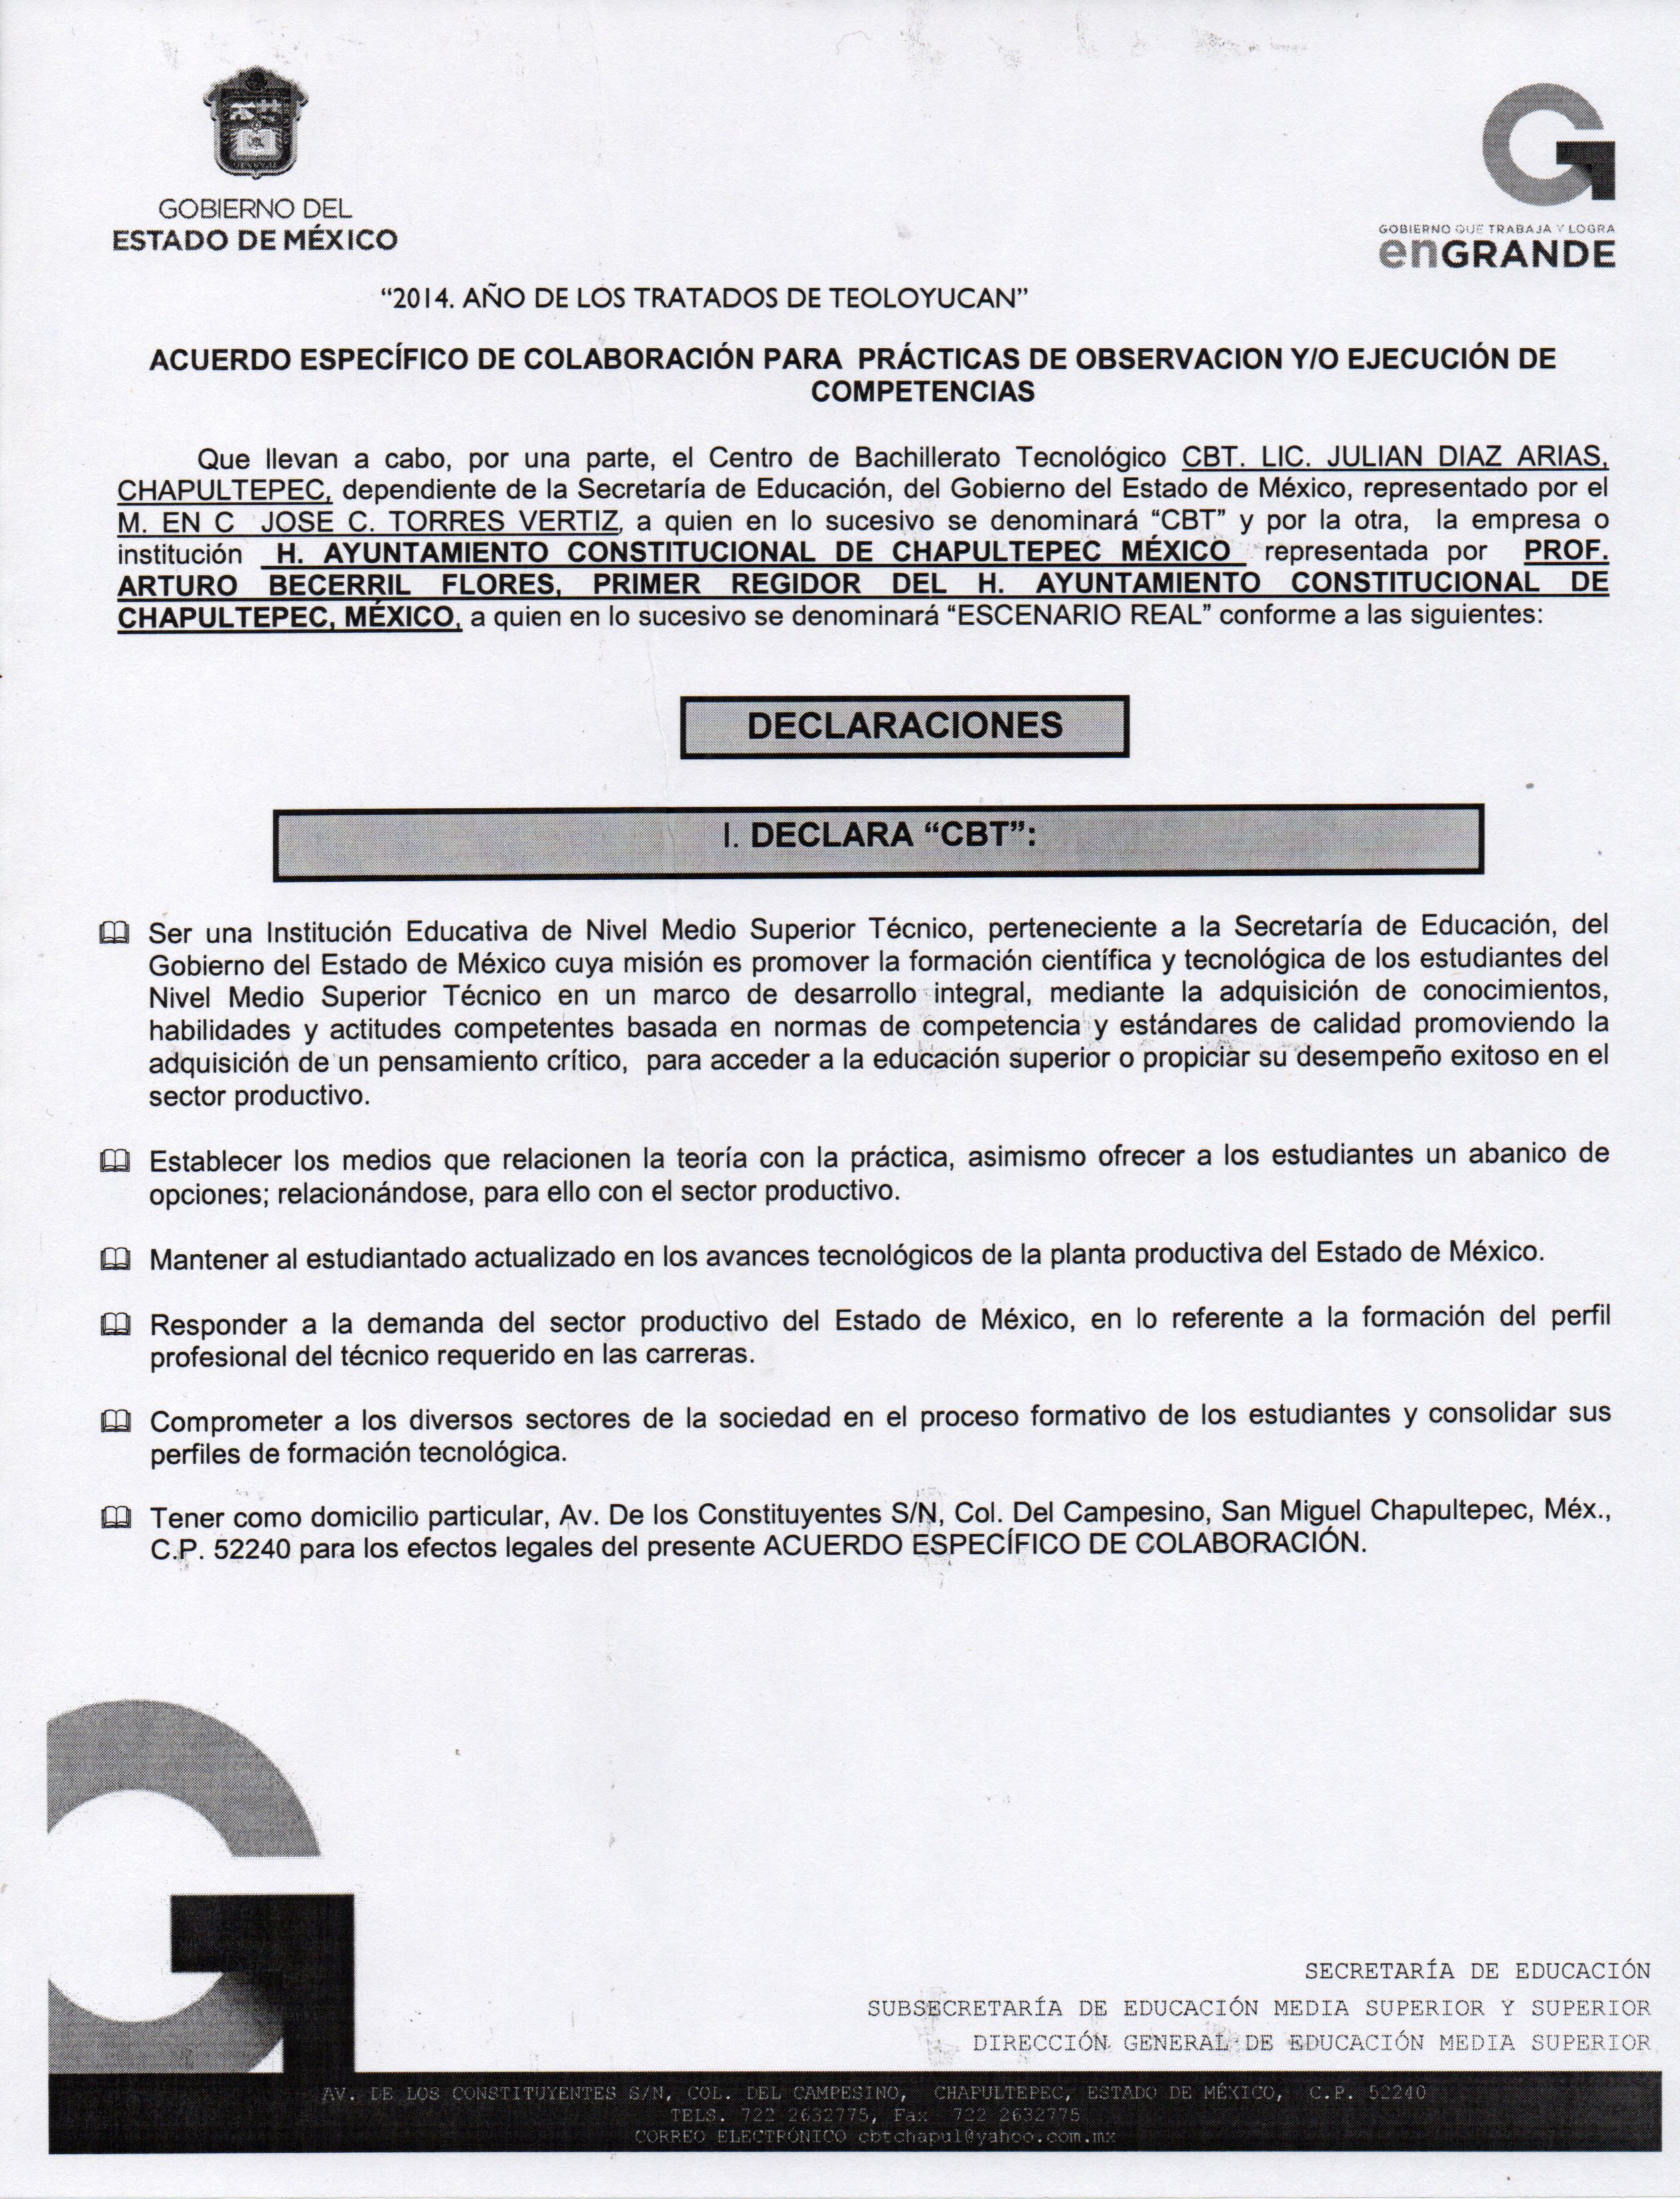 GOBIERNO DEL
ESTADO DE MÉXICO
GOBIERNO QUE TRABAJA Y LOGRA
enGRANDE
“2014. AÑO DE LOS TRATADOS DE TEOLOYUCAN”
ACUERDO ESPECÍFICO DE COLABORACIÓN PARA PRÁCTICAS DE OBSERVACION Y/O EJECUCIÓN DE
COMPETENCIAS
Que llevan a cabo, por una parte, el Centro de Bachillerato Tecnológico CBT. LIC. JULIAN DIAZ ARIAS,
CHAPULTEPEC, dependiente de la Secretaría de Educación, del Gobierno del Estado de México, representado por el
M. EN C JOSE C. TORRES VERTIZ, a quien en lo sucesivo se denominará “CBT” y por la otra, la empresa o
institución H. AYUNTAMIENTO CONSTITUCIONAL DE CHAPULTEPEC MÉXICO representada por PROF.
ARTURO BECERRIL FLORES, PRIMER REGIDOR DEL H. AYUNTAMIENTO CONSTITUCIONAL DE
CHAPULTEPEC, MÉXICO, a quien en lo sucesivo se denominará “ESCENARIO REAL” conforme a las siguientes:
DECLARACIONES
I. DECLARA “CBT”:
Ser una Institución Educativa de Nivel Medio Superior Técnico, perteneciente a la Secretaría de Educación, del
Gobierno del Estado de México cuya misión es promover la formación científica y tecnológica de los estudiantes del
Nivel Medio Superior Técnico en un marco de desarrollo integral, mediante la adquisición de conocimientos,
habilidades y actitudes competentes basada en normas de competencia y estándares de calidad promoviendo la
adquisición de un pensamiento crítico, para acceder a la educación superior o propiciar su desempeño exitoso en el
sector productivo.
Establecer los medios que relacionen la teoría con la práctica, asimismo ofrecer a los estudiantes un abanico de
opciones; relacionándose, para ello con el sector productivo.
Mantener al estudiantado actualizado en los avances tecnológicos de la planta productiva del Estado de México.
Responder a la demanda del sector productivo del Estado de México, en lo referente a la formación del perfil
profesional del técnico requerido en las carreras.
Comprometer a los diversos sectores de la sociedad en el proceso formativo de los estudiantes y consolidar sus
perfiles de formación tecnológica.
Tener como domicilio particular, Av. De los Constituyentes S/N, Col. Del Campesino, San Miguel Chapultepec, Méx.,
C.P. 52240 para los efectos legales del presente ACUERDO ESPECÍFICO DE COLABORACIÓN.
SECRETARÍA DE EDUCACIÓN
SUBSECRETARÍA DE EDUCACIÓN MEDIA SUPERIOR Y SUPERIOR
DIRECCIÓN GENERAL DE EDUCACIÓN MEDIA SUPERIOR
AV. DE LOS CONSTITUYENTES S/N, COL. DEL CAMPESINO, CHAPULTEPEC, ESTADO DE MÉXICO, C.P. 52240
TELS. 722 2632775, Fax 722 2632775
CORREO ELECTRÓNICO cbtchapul@yahoo.com.mx